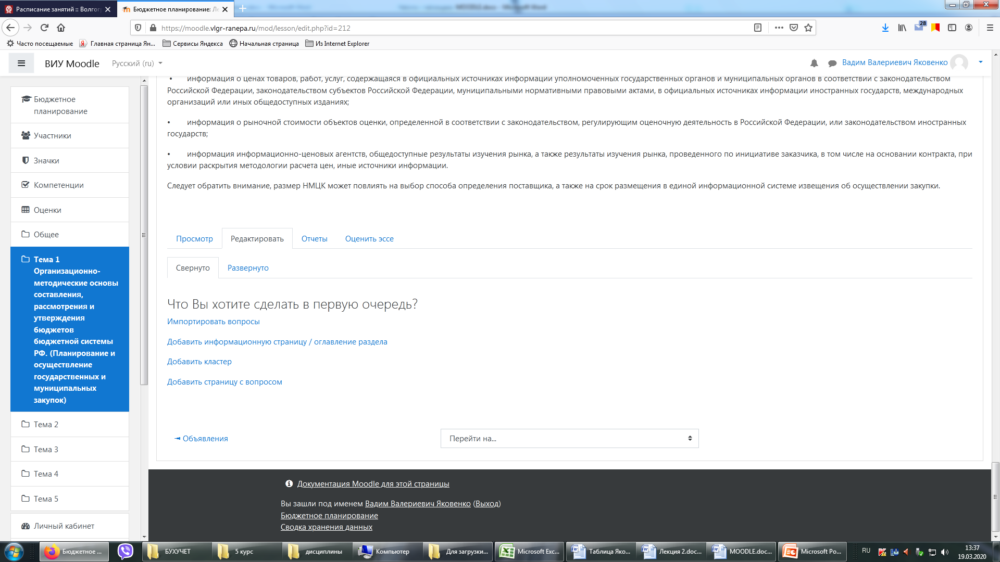 Расписание занятий :: Волгог
Бюджетное планирование: Ле
https://moodle.vlgr-ranepa.ru/mod/lesson/edit.php?id=212
28
Часто посещаемые
Главная страница Ян...
Сервисы Яндекса
Начальная страница
Из Internet Explorer
ВИУ Moodle
Русский (ru)
Вадим Валериевич Яковенко
Бюджетное
планирование
Участники
Значки
Компетенции
Оценки
Общее
Тема 1
Организационно-
методические основы
составления,
рассмотрения и
утверждения
бюджетов
бюджетной системы
РФ. (Планирование и
осуществление
государственных и
муниципальных
закупок)
Тема 2
Тема 3
Тема 4
Тема 5
Личный кабинет
• информация о ценах товаров, работ, услуг, содержащаяся в официальных источниках информации уполномоченных государственных органов и муниципальных органов в соответствии с законодательством
Российской Федерации, законодательством субъектов Российской Федерации, муниципальными нормативными правовыми актами, в официальных источниках информации иностранных государств, международных
организаций или иных общедоступных изданиях;
• информация о рыночной стоимости объектов оценки, определенной в соответствии с законодательством, регулирующим оценочную деятельность в Российской Федерации, или законодательством иностранных
государств;
• информация информационно-ценовых агентств, общедоступные результаты изучения рынка, а также результаты изучения рынка, проведенного по инициативе заказчика, в том числе на основании контракта, при
условии раскрытия методологии расчета цен, иные источники информации.
Следует обратить внимание, размер НМЦК может повлиять на выбор способа определения поставщика, а также на срок размещения в единой информационной системе извещения об осуществлении закупки.
Просмотр
Редактировать
Отчеты
Оценить эссе
Свернуто
Развернуто
Что Вы хотите сделать в первую очередь?
Импортировать вопросы
Добавить информационную страницу / оглавление раздела
Добавить кластер
Добавить страницу с вопросом
◄ Объявления
Перейти на...
Документация Moodle для этой страницы
Вы зашли под именем Вадим Валериевич Яковенко (Выход)
Бюджетное планирование
Сводка хранения данных
Бюджетное ...
БУХУЧЕТ
5 курс
дисциплины
Компьютер
Для загрузки...
Microsoft Exc...
Таблица Яко...
Лекция 2.doc...
MOODLE.doc...
Microsoft Po...
RU
13:37
19.03.2020